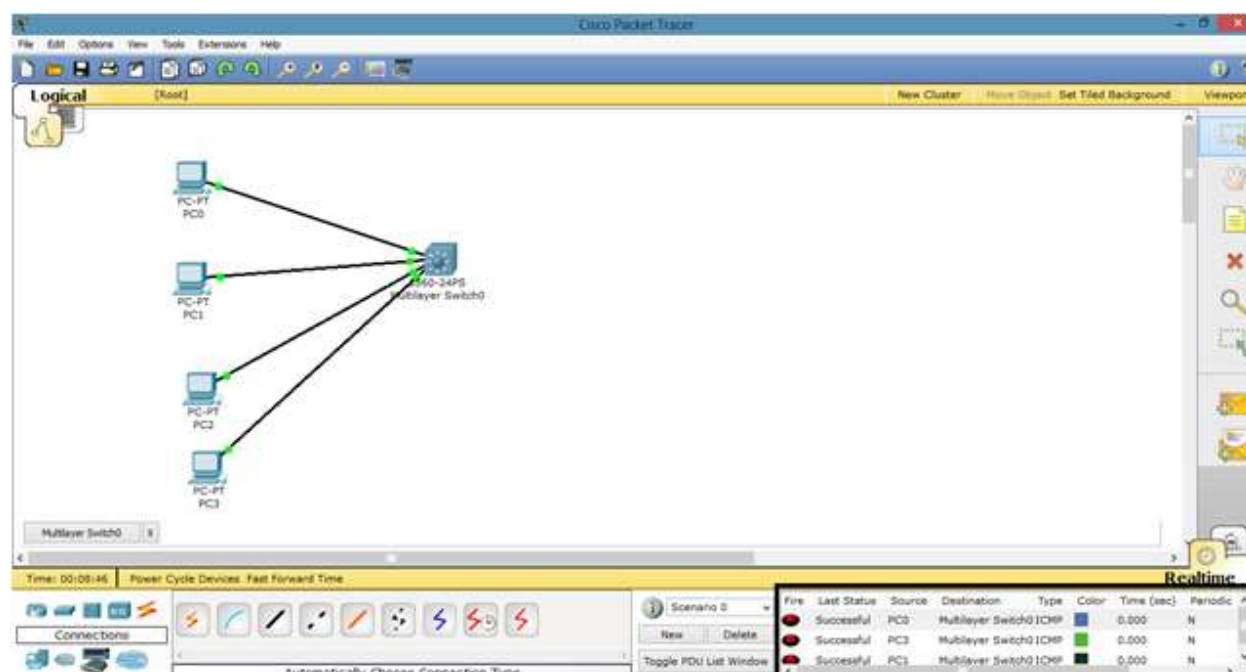 Cisco Packet Tracer
File Edit Options View Tools Extensions Help
Logical [Root] New Cluster Move Object Set Tiled Background Viewport
PC-PT
PC0
3560-24PS
Multilayer Switch0
PC-PT
PC1
PC-PT
PC2
PC-PT
PC3
Multilayer Switch0
Time: 00:08:46 Power Cycle Devices Fast Forward Time Realtime
Connections
Automatically Choose Connection Type
Scenario 0
New Delete
Toggle PDU List Window
Fire Last Status Source Destination Type Color Time (sec) Periodic
Successful PC0 Multilayer Switch0 ICMP 0.000 N
Successful PC3 Multilayer Switch0 ICMP 0.000 N
Successful PC1 Multilayer Switch0 ICMP 0.000 N